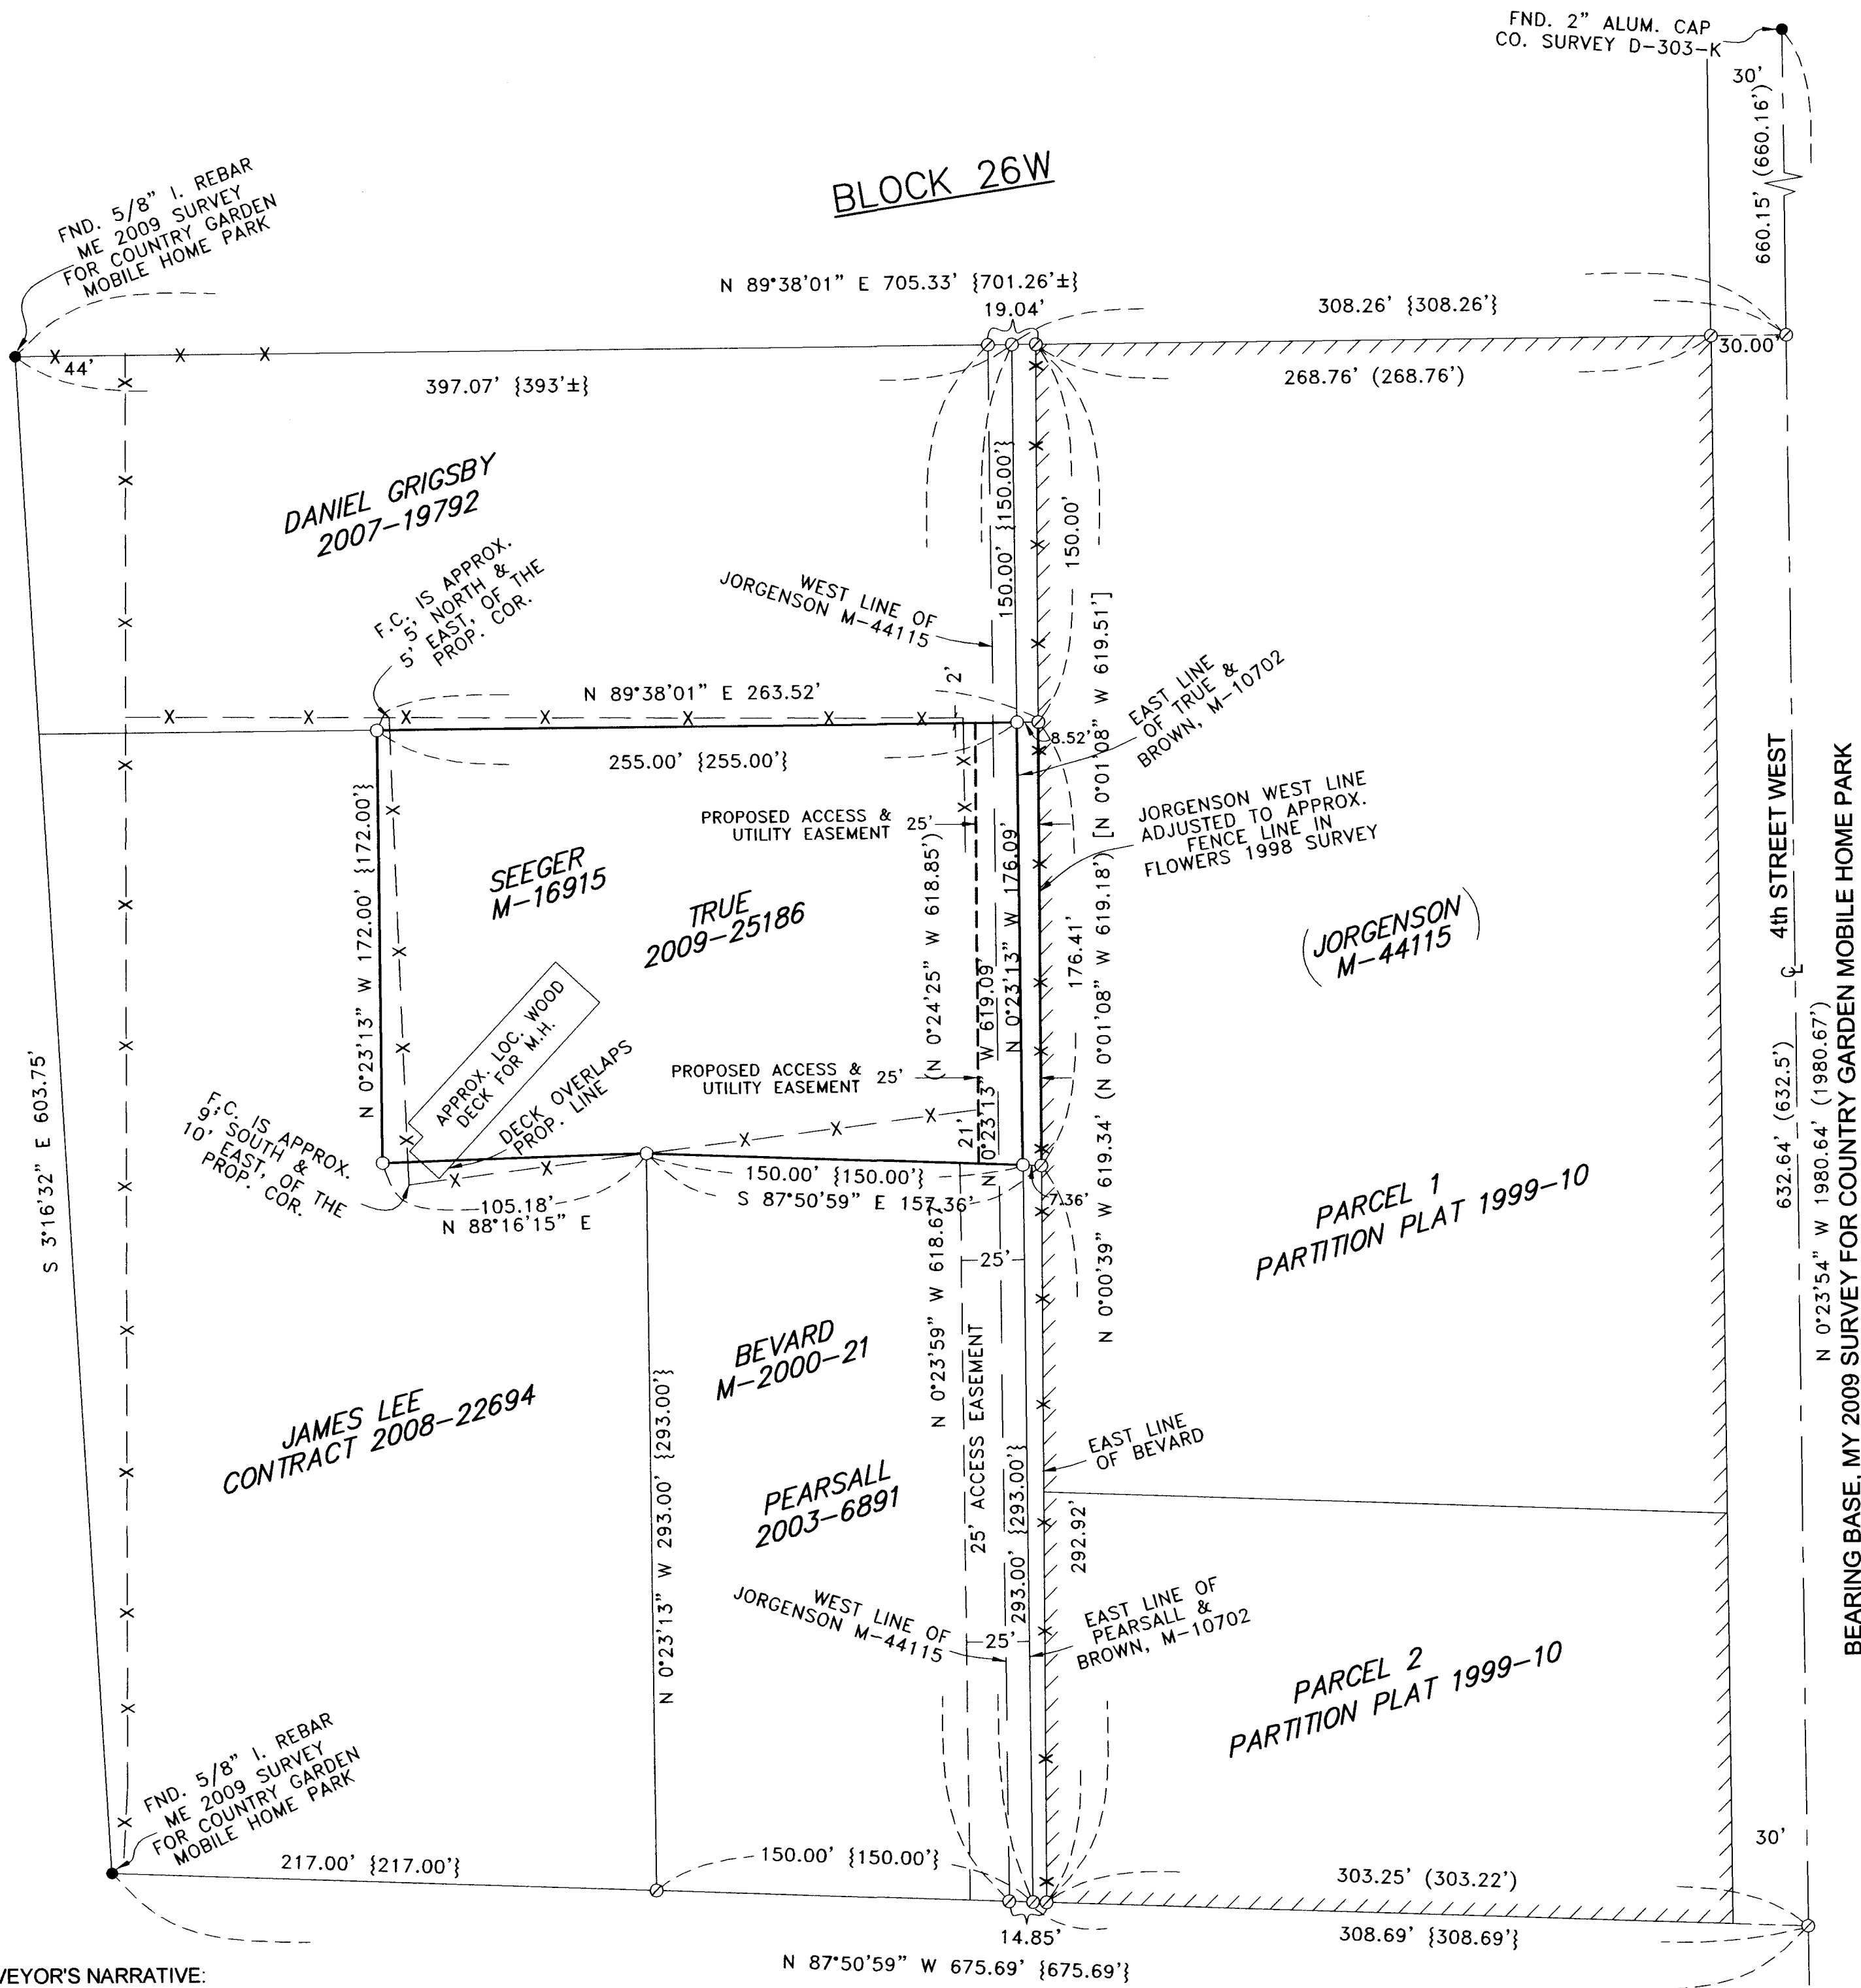 FND. 2" ALUM. CAP
CO. SURVEY D-303-K
30'
660.15' (660.16')
BLOCK 26W
FND. 5/8" I. REBAR
ME 2009 SURVEY
FOR COUNTRY GARDEN
MOBILE HOME PARK
N 89°38'01" E 705.33' {701.26'±}
19.04'
308.26' {308.26'}
30.00'
44'
397.07' {393'±}
268.76' (268.76')
DANIEL GRIGSBY
2007-19792
150.00' {150.00'}
150.00'
F.C. IS APPROX.
5' NORTH &
5' EAST, OF THE
PROP. COR.
WEST LINE OF
JORGENSON M-44115
N 89°38'01" E 263.52'
2'
8.52'
EAST LINE
OF TRUE &
BROWN, M-10702
255.00' {255.00'}
PROPOSED ACCESS &
UTILITY EASEMENT
25'
JORGENSON WEST LINE
ADJUSTED TO APPROX.
FENCE LINE IN
FLOWERS 1998 SURVEY
N 0°23'13" W 172.00' {172.00'}
SEEGER
M-16915
TRUE
2009-25186
(N 0°24'25" W 618.85')
N 0°23'13" W 619.09'
N 0°23'13" W 176.09'
176.41'
N 0°00'39" W 619.34' (N 0°01'08" W 619.18') [N 0°01'08" W 619.51']
(JORGENSON
M-44115)
4th STREET WEST
℄
632.64' (632.5')
N 0°23'54" W 1980.64' (1980.67')
BEARING BASE, MY 2009 SURVEY FOR COUNTRY GARDEN MOBILE HOME PARK
S 3°16'32" E 603.75'
APPROX. LOC. WOOD
DECK FOR M.H.
DECK OVERLAPS
PROP. LINE
PROPOSED ACCESS &
UTILITY EASEMENT
25'
21'
F.C. IS APPROX.
9' SOUTH &
10' EAST, OF THE
PROP. COR.
105.18'
N 88°16'15" E
150.00' {150.00'}
S 87°50'59" E 157.36'
7.36'
PARCEL 1
PARTITION PLAT 1999-10
25'
N 0°23'59" W 618.67'
25' ACCESS EASEMENT
BEVARD
M-2000-21
JAMES LEE
CONTRACT 2008-22694
N 0°23'13" W 293.00' {293.00'}
PEARSALL
2003-6891
EAST LINE
OF BEVARD
293.00' {293.00'}
292.92'
WEST LINE OF
JORGENSON M-44115
25'
EAST LINE OF
PEARSALL &
BROWN, M-10702
PARCEL 2
PARTITION PLAT 1999-10
FND. 5/8" I. REBAR
ME 2009 SURVEY
FOR COUNTRY GARDEN
MOBILE HOME PARK
217.00' {217.00'}
150.00' {150.00'}
303.25' (303.22')
30'
14.85'
308.69' {308.69'}
N 87°50'59" W 675.69' {675.69'}
VEYOR'S NARRATIVE: